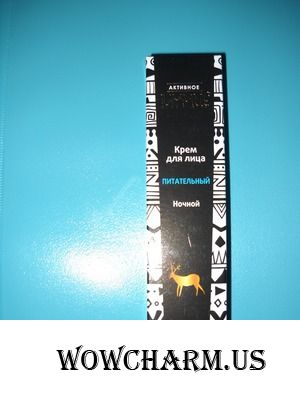 АКТИВНОЕ
Крем
для лица
ПИТАТЕЛЬНЫЙ
Ночной
WOWCHARM.US